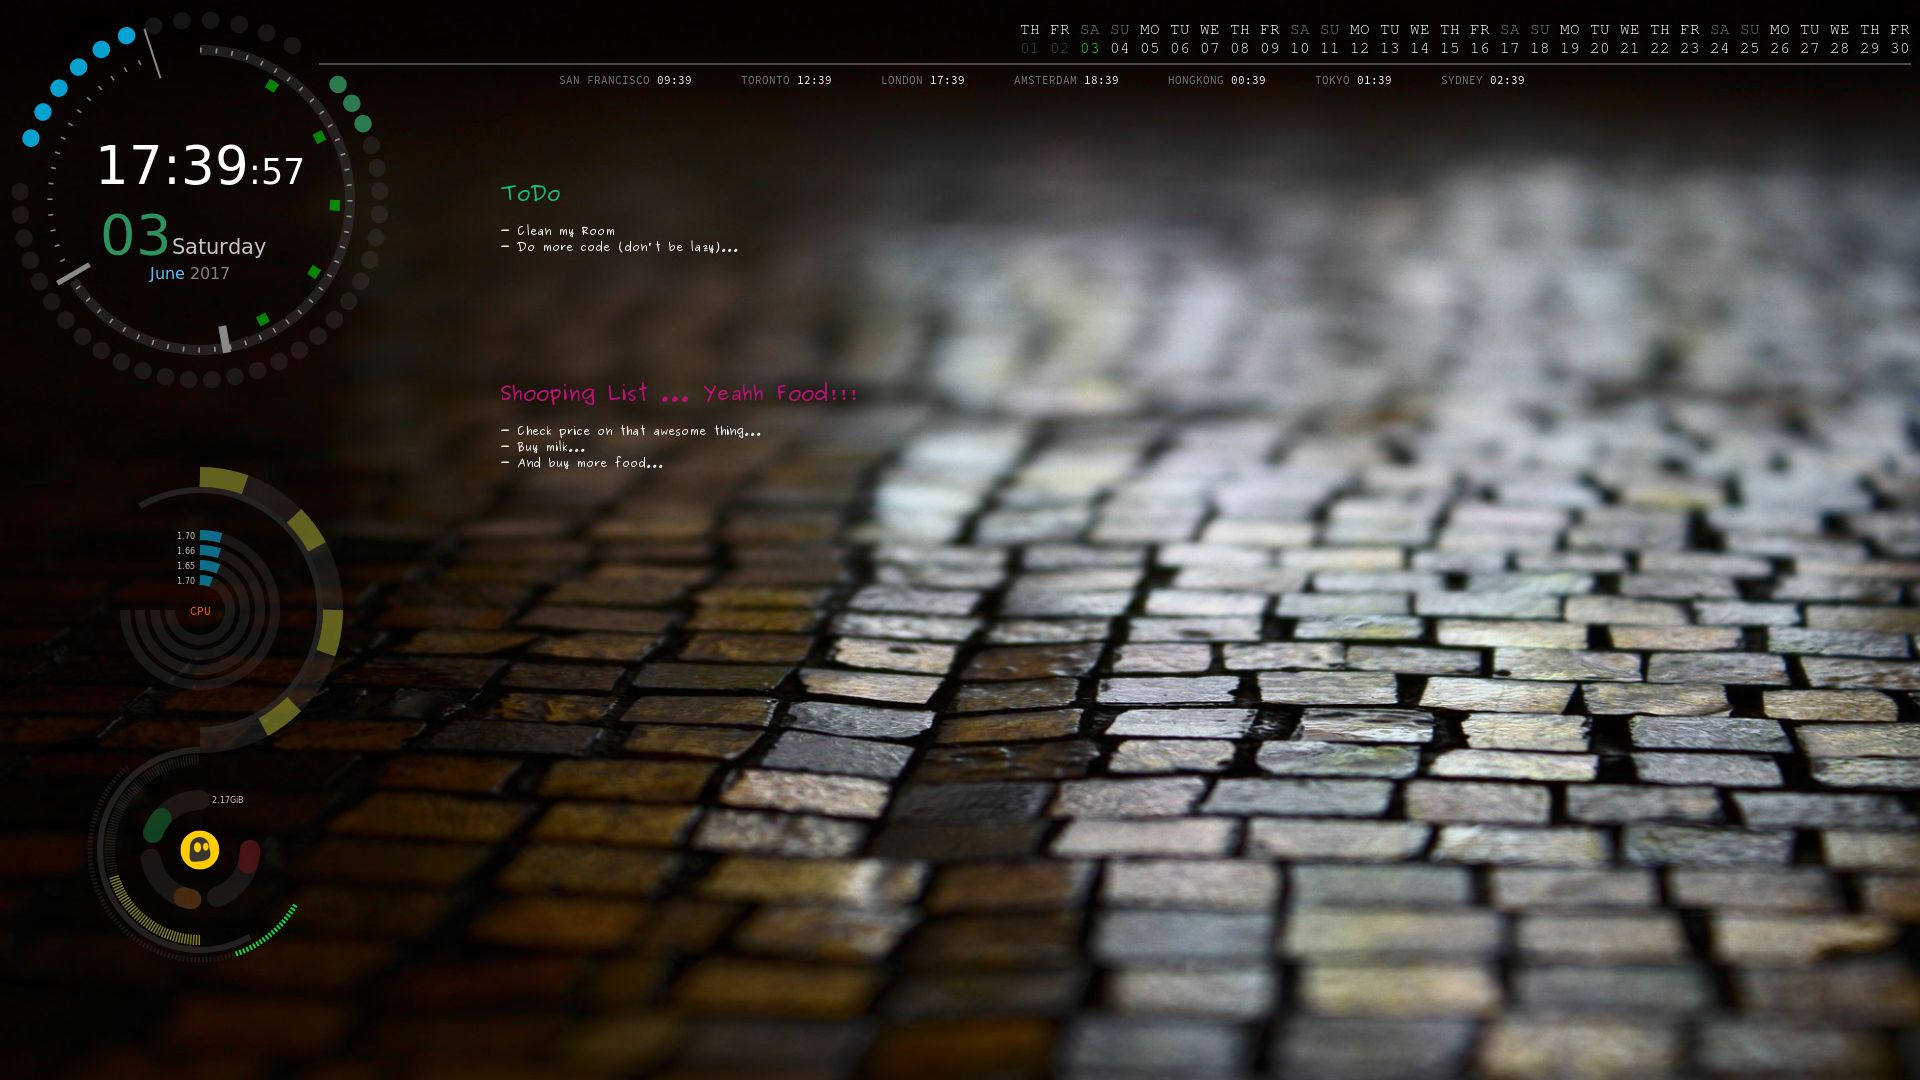 TH FR SA SU MO TU WE TH FR SA SU MO TU WE TH FR SA SU MO TU WE TH FR SA SU MO TU WE TH FR
01 02 03 04 05 06 07 08 09 10 11 12 13 14 15 16 17 18 19 20 21 22 23 24 25 26 27 28 29 30
SAN FRANCISCO 09:39 TORONTO 12:39 LONDON 17:39 AMSTERDAM 18:39 HONGKONG 00:39 TOKYO 01:39 SYDNEY 02:39
17:39:57
03 Saturday
June 2017
ToDo
- Clean my Room
- Do more code (don't be lazy)...
Shooping List ... Yeahh Food!!!
- Check price on that awesome thing...
- Buy milk...
- And buy more food...
1.70
1.66
1.65
1.70
CPU
2.17GiB